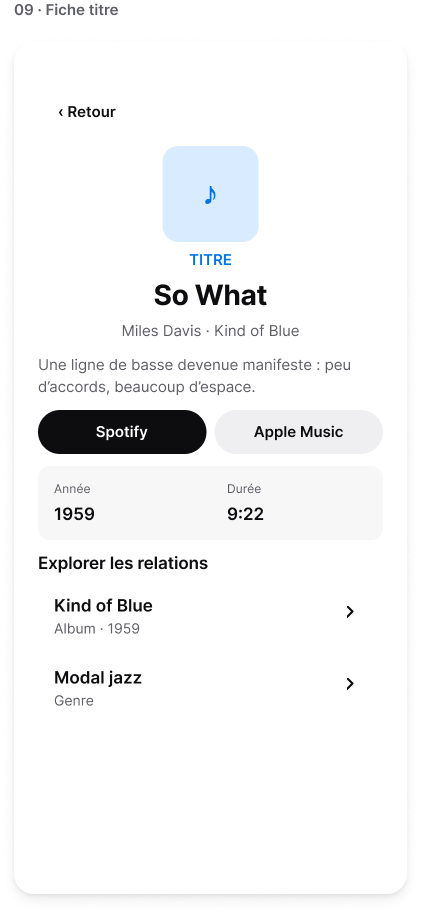 09 · Fiche titre
‹ Retour
♪
TITRE
So What
Miles Davis · Kind of Blue
Une ligne de basse devenue manifeste : peu
d’accords, beaucoup d’espace.
Spotify
Apple Music
Année
Durée
1959
9:22
Explorer les relations
Kind of Blue
Album · 1959
›
Modal jazz
Genre
›